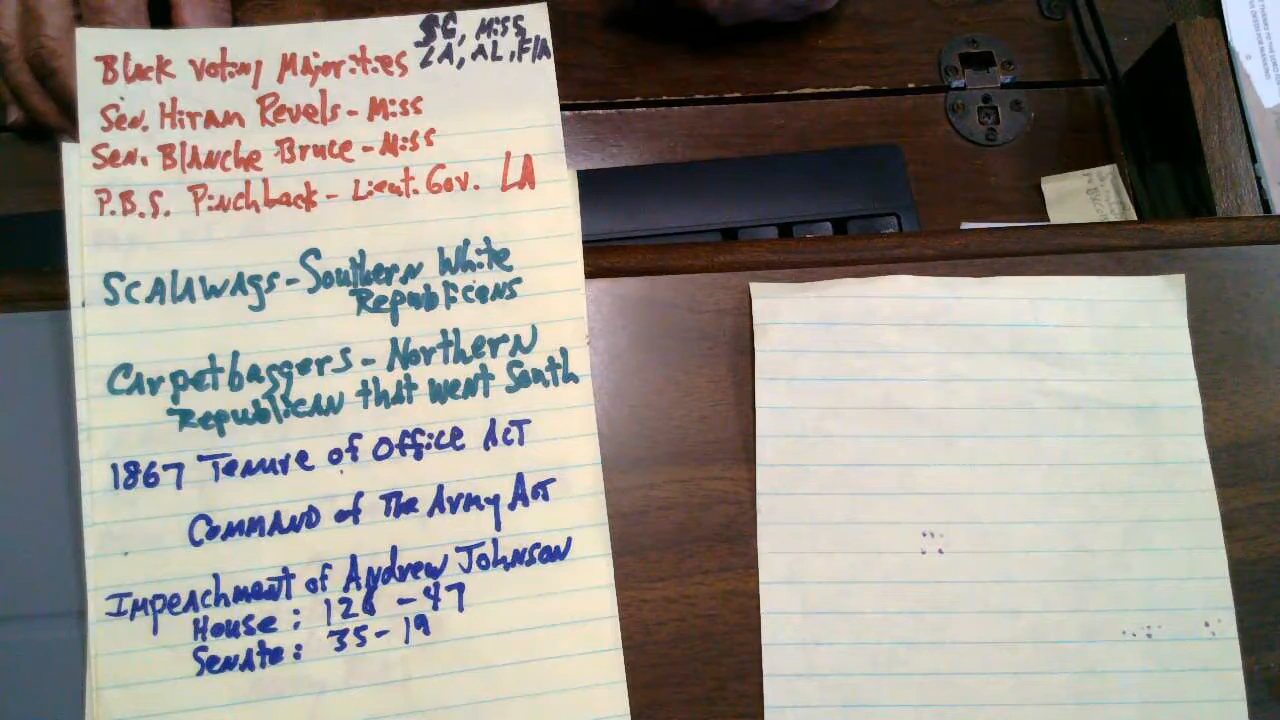 Black Voting Majorities SC, Miss
LA, AL, FlA
Sen. Hiram Revels - Miss
Sen. Blanche Bruce - Miss
P.B.S. Pinchback - Lieut. Gov. LA
Scalawags - Southern White
Republicans
Carpetbaggers - Northern
Republican that went South
1867 Tenure of Office Act
Command of The Army Act
Impeachment of Andrew Johnson
House: 128 - 47
Senate: 35 - 19